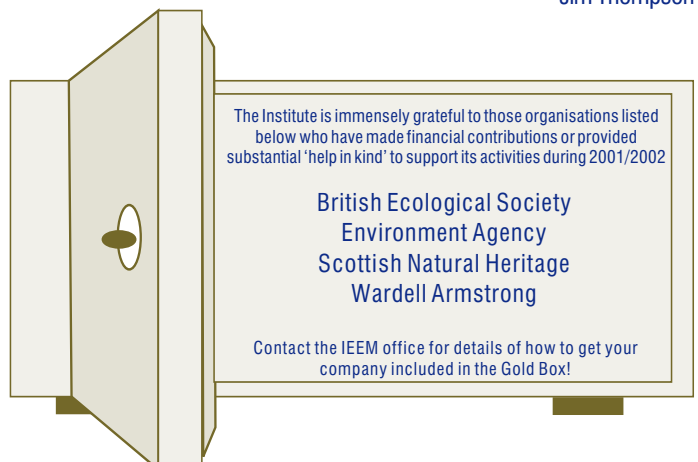 Jim Thompson
The Institute is immensely grateful to those organisations listed
below who have made financial contributions or provided
substantial ‘help in kind’ to support its activities during 2001/2002
British Ecological Society
Environment Agency
Scottish Natural Heritage
Wardell Armstrong
Contact the IEEM office for details of how to get your
company included in the Gold Box!